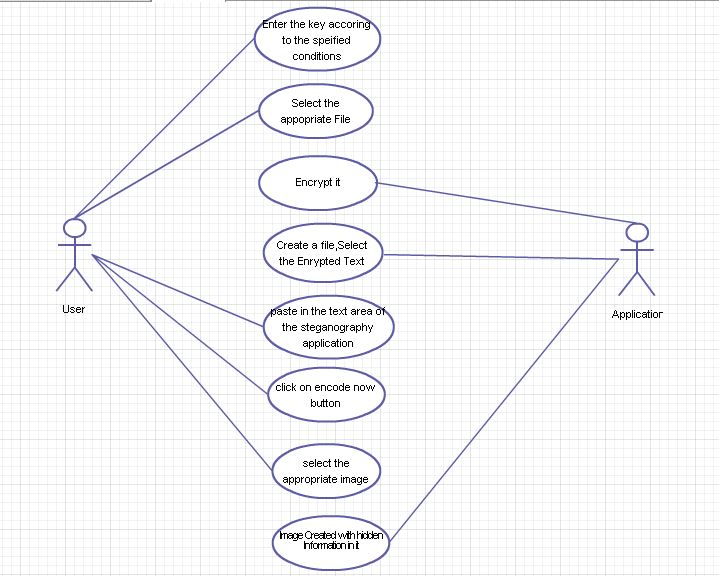 Enter the key accoring
to the speified
conditions
Select the
appopriate File
Encrypt it
Create a file,Select
the Enrypted Text
User
Application
paste in the text area of
the steganography
application
click on encode now
button
select the
appropriate image
Image Created with hidden
Information in it